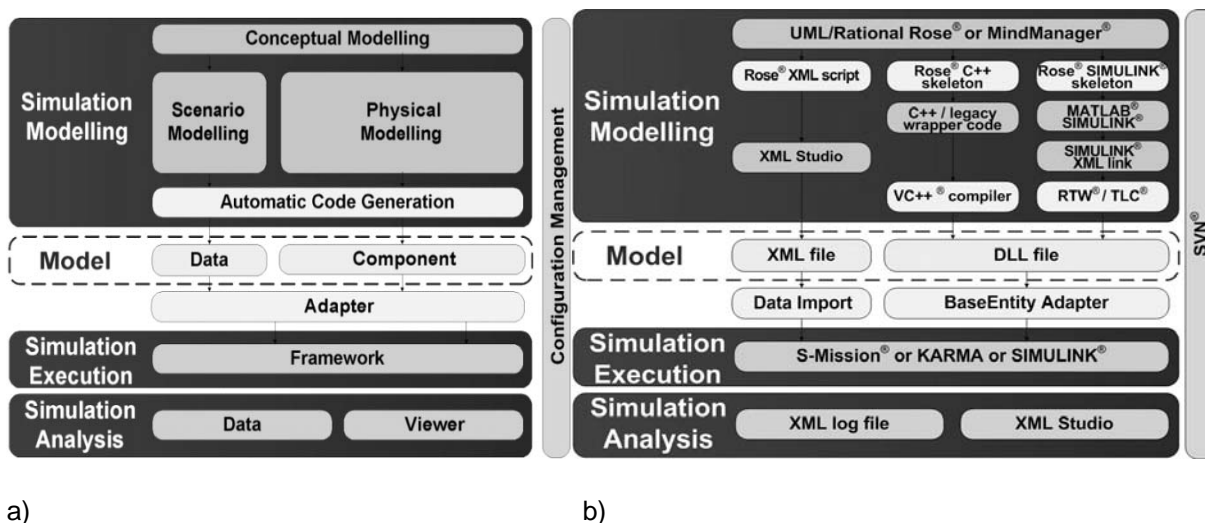 Simulation
Modelling
Conceptual Modelling
Scenario
Modelling
Physical
Modelling
Automatic Code Generation
Model
Data
Component
Adapter
Simulation
Execution
Framework
Simulation
Analysis
Data
Viewer
Configuration Management
a)
Simulation
Modelling
UML/Rational Rose® or MindManager®
Rose® XML script
Rose® C++
skeleton
Rose® SIMULINK®
skeleton
C++ / legacy
wrapper code
MATLAB®
SIMULINK®
XML Studio
SIMULINK®
XML link
VC++ ® compiler
RTW® / TLC®
Model
XML file
DLL file
Data Import
BaseEntity Adapter
Simulation
Execution
S-Mission® or KARMA or SIMULINK®
Simulation
Analysis
XML log file
XML Studio
SVN®
b)